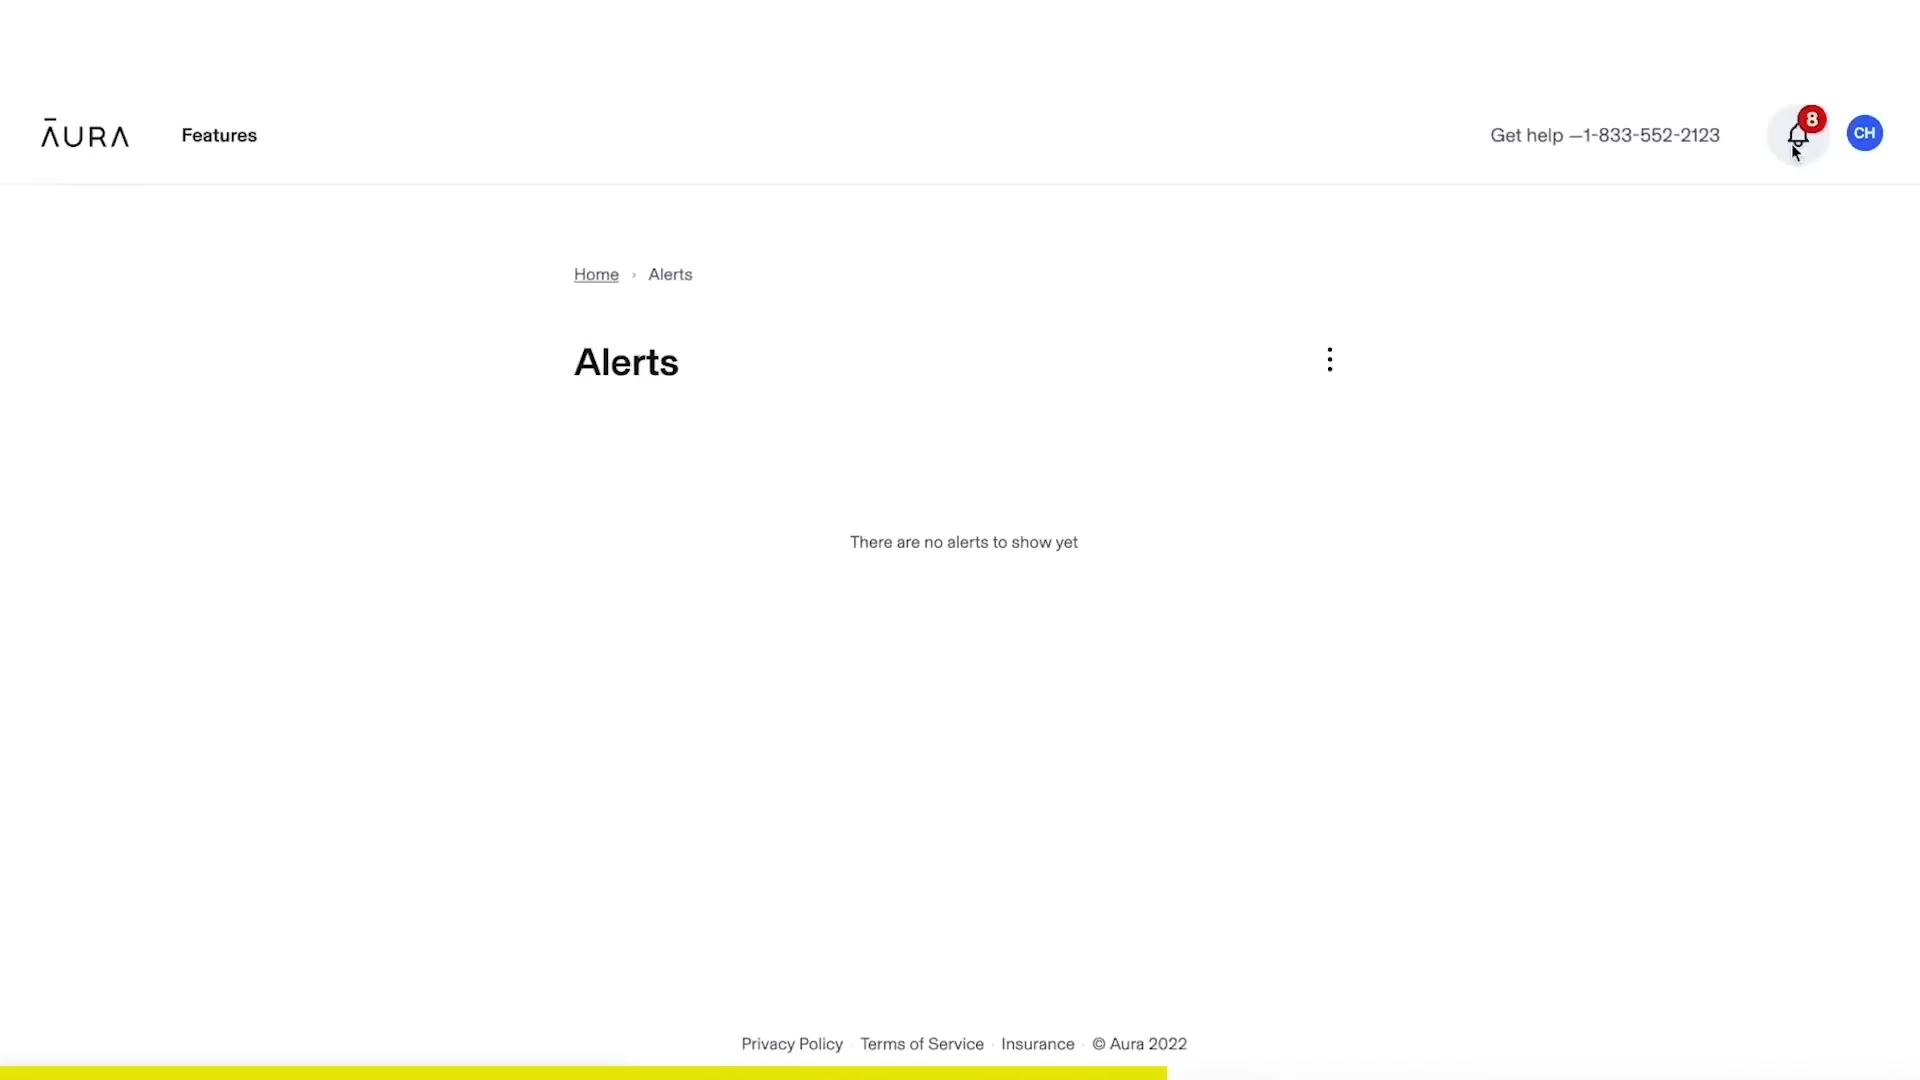 ĀURA
Features
Get help —1-833-552-2123
8
CH
Home › Alerts
Alerts
There are no alerts to show yet
Privacy Policy · Terms of Service · Insurance · © Aura 2022